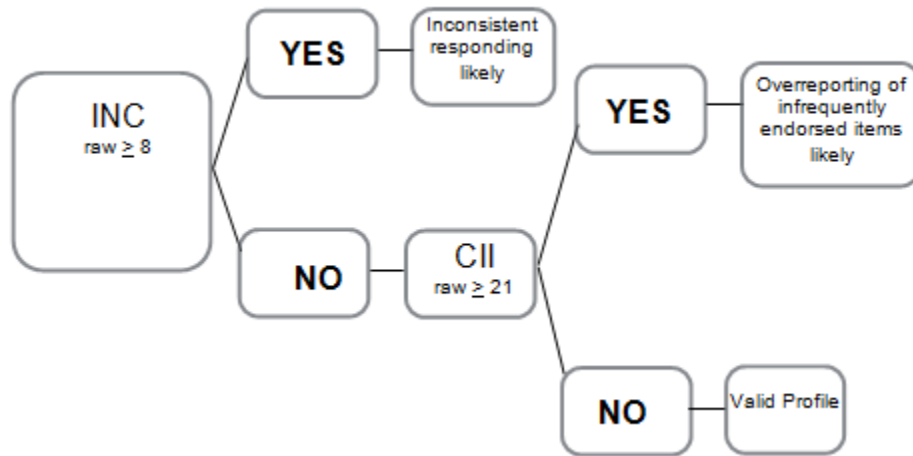 INC
raw ≥ 8
YES
Inconsistent
responding
likely
NO
CII
raw ≥ 21
YES
Overreporting of
infrequently
endorsed items
likely
NO
Valid Profile